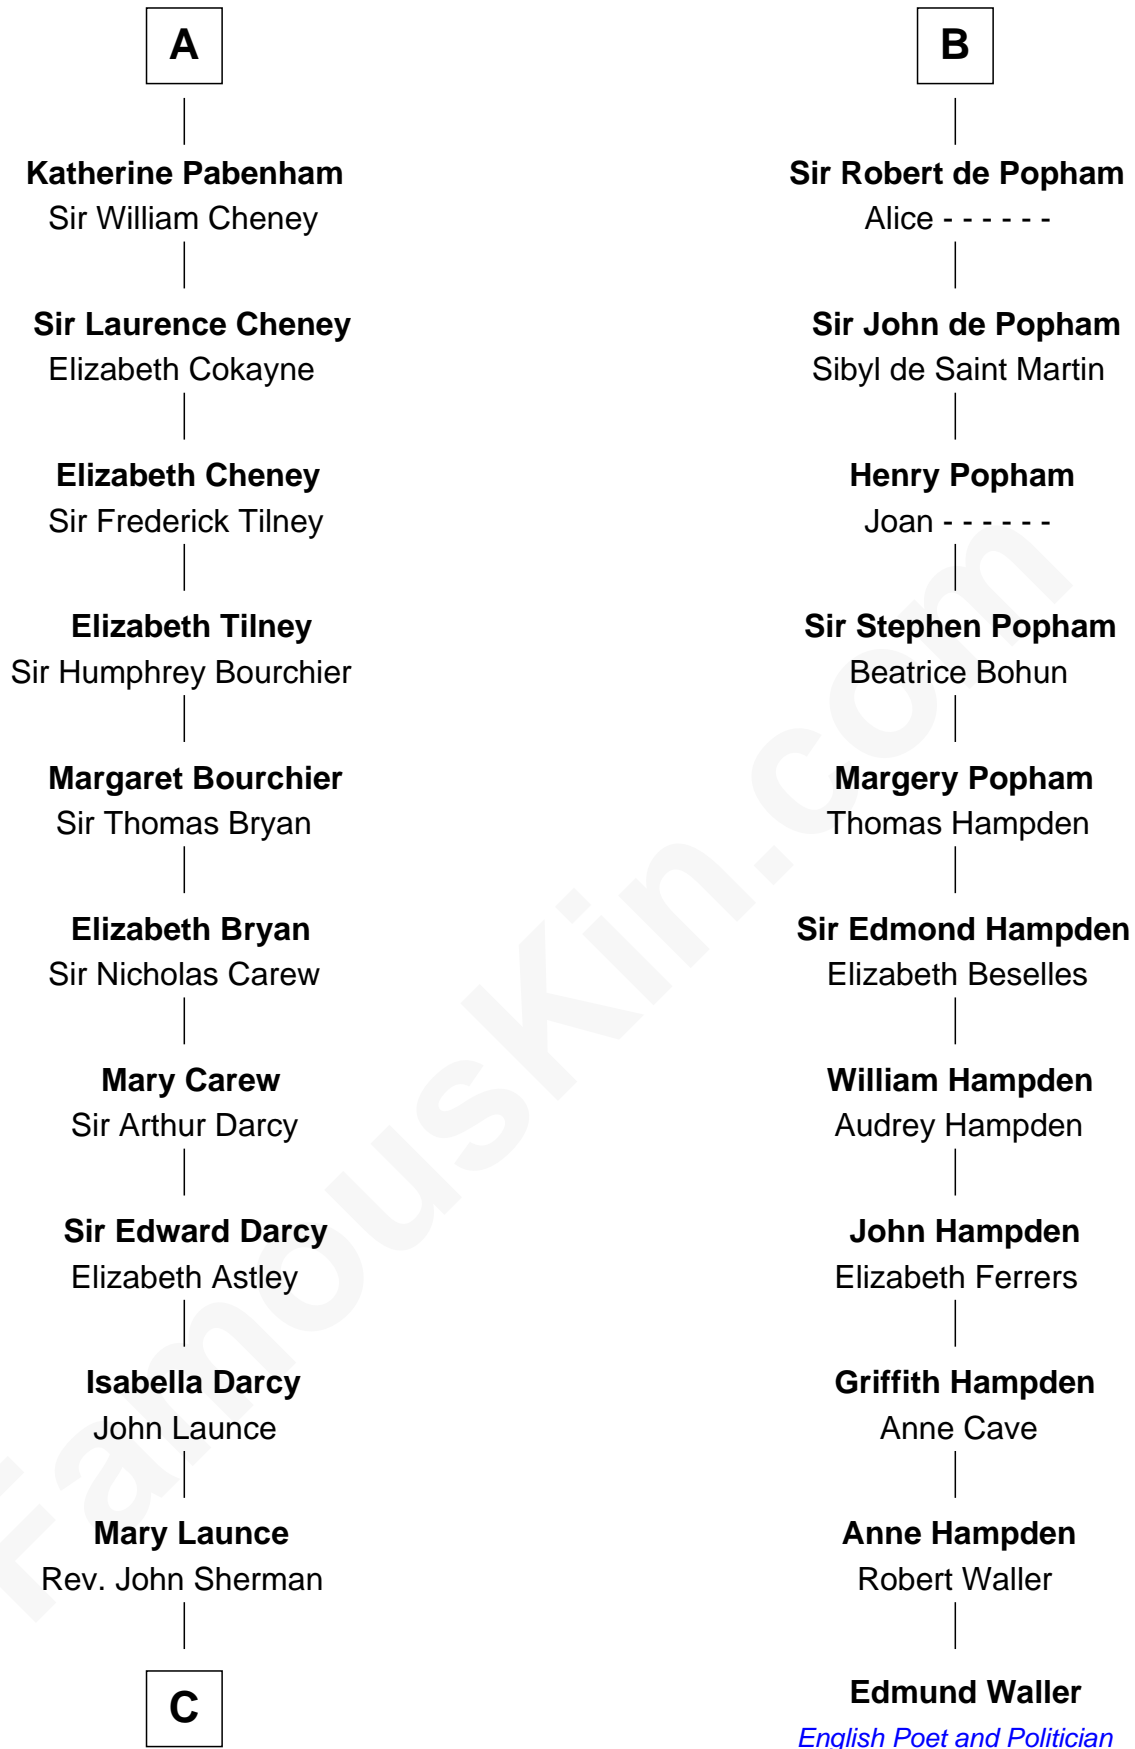 A
Katherine Pabenham
Sir William Cheney
Sir Laurence Cheney
Elizabeth Cokayne
Elizabeth Cheney
Sir Frederick Tilney
Elizabeth Tilney
Sir Humphrey Bourchier
Margaret Bourchier
Sir Thomas Bryan
Elizabeth Bryan
Sir Nicholas Carew
Mary Carew
Sir Arthur Darcy
Sir Edward Darcy
Elizabeth Astley
Isabella Darcy
John Launce
Mary Launce
Rev. John Sherman
C
B
Sir Robert de Popham
Alice - - - - - -
Sir John de Popham
Sibyl de Saint Martin
Henry Popham
Joan - - - - - -
Sir Stephen Popham
Beatrice Bohun
Margery Popham
Thomas Hampden
Sir Edmond Hampden
Elizabeth Beselles
William Hampden
Audrey Hampden
John Hampden
Elizabeth Ferrers
Griffith Hampden
Anne Cave
Anne Hampden
Robert Waller
Edmund Waller
English Poet and Politician
FamousKin.com